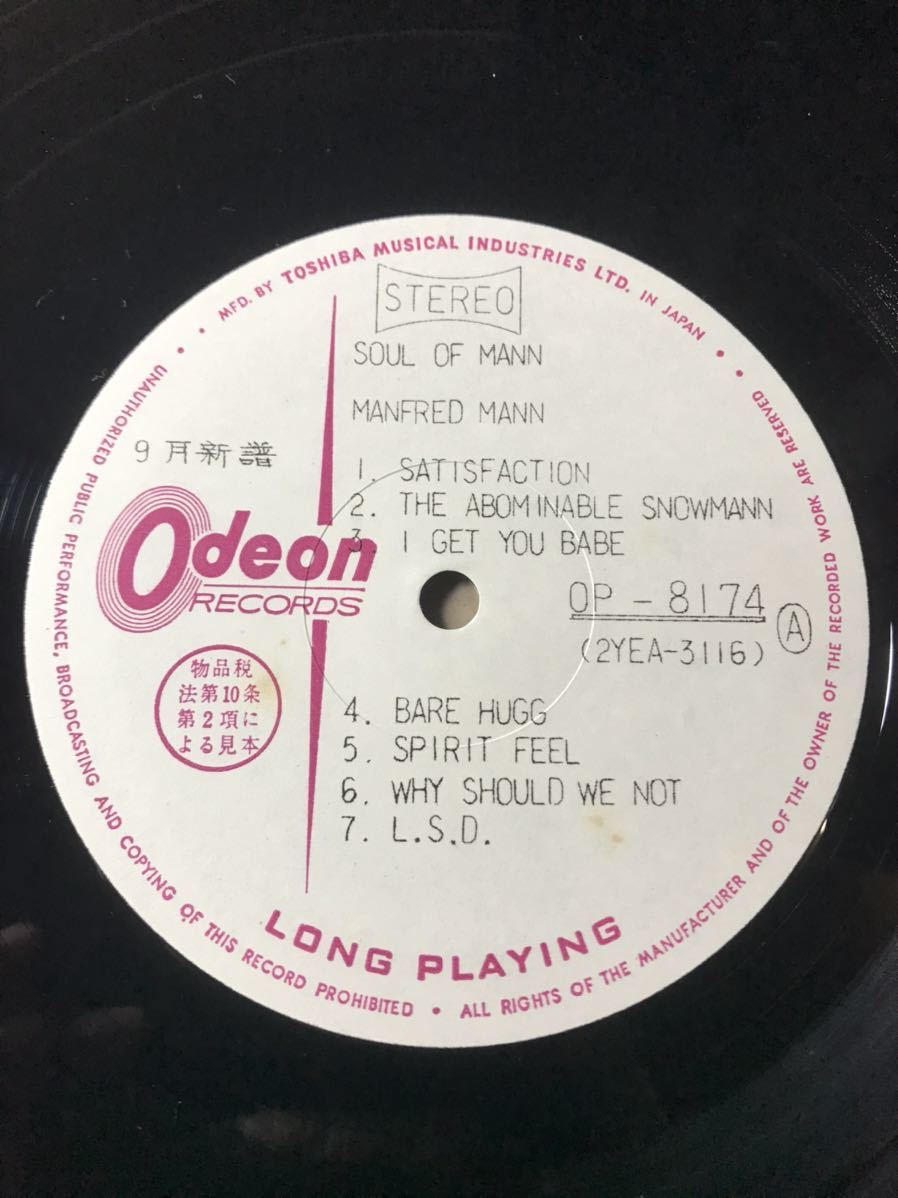 MFD. BY TOSHIBA MUSICAL INDUSTRIES LTD. IN JAPAN
STEREO
SOUL OF MANN
MANFRED MANN
9月新譜
1. SATISFACTION
2. THE ABOMINABLE SNOWMANN
3. I GET YOU BABE
Odeon
RECORDS
OP-8174
(2YEA-3116)
A
物品税
法第10条
第2項に
よる見本
4. BARE HUGG
5. SPIRIT FEEL
6. WHY SHOULD WE NOT
7. L.S.D.
LONG PLAYING
UNAUTHORIZED PUBLIC PERFORMANCE, BROADCASTING AND COPYING OF THIS RECORD PROHIBITED • ALL RIGHTS OF THE MANUFACTURER AND OF THE OWNER OF THE RECORDED WORK ARE RESERVED